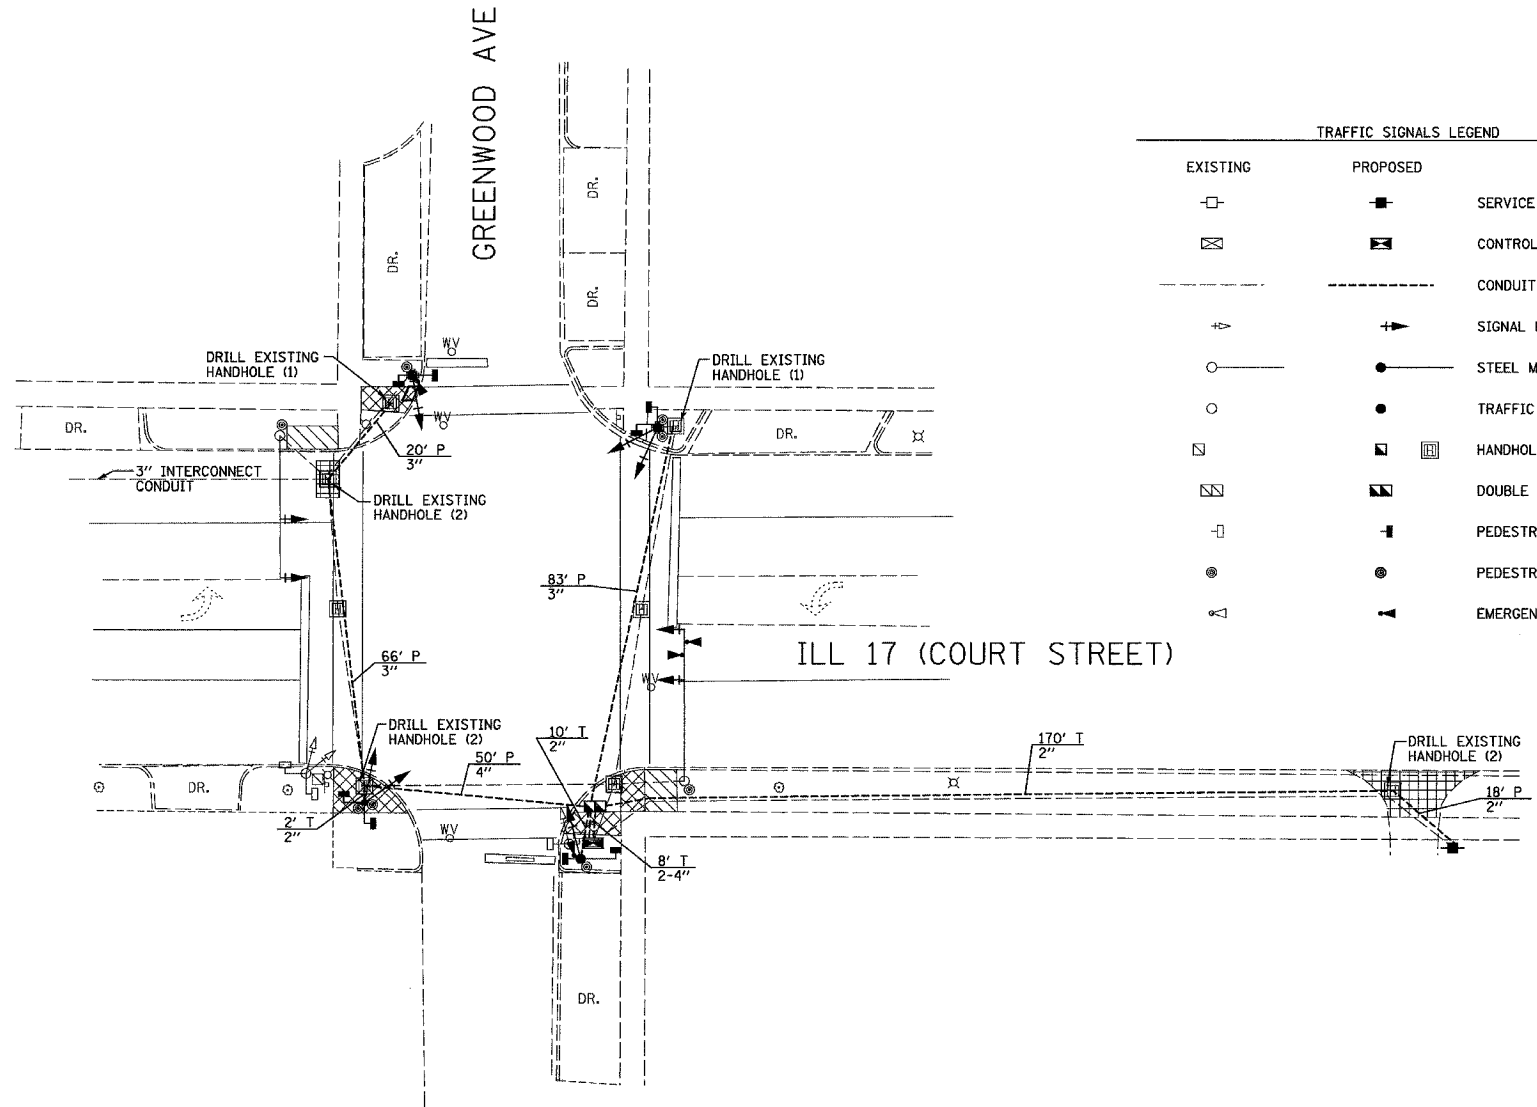 GREENWOOD AVE
TRAFFIC SIGNALS LEGEND
EXISTING
PROPOSED
SERVICE
CONTROL
CONDUIT
SIGNAL
STEEL M
TRAFFIC
HANDHOL
DOUBLE
PEDESTR
PEDESTR
EMERGEN
DR.
DR.
DR.
WV
DRILL EXISTING
HANDHOLE (1)
DRILL EXISTING
HANDHOLE (1)
WV
DR.
DR.
20' P
3"
3" INTERCONNECT
CONDUIT
DRILL EXISTING
HANDHOLE (2)
H
H
H
H
83' P
3"
H
H
ILL 17 (COURT STREET)
66' P
3"
WV
DRILL EXISTING
HANDHOLE (2)
10' T
2"
50' P
4"
170' T
2"
DRILL EXISTING
HANDHOLE (2)
DR.
H
H
18' P
2"
2' T
2"
WV
8' T
2-4"
DR.